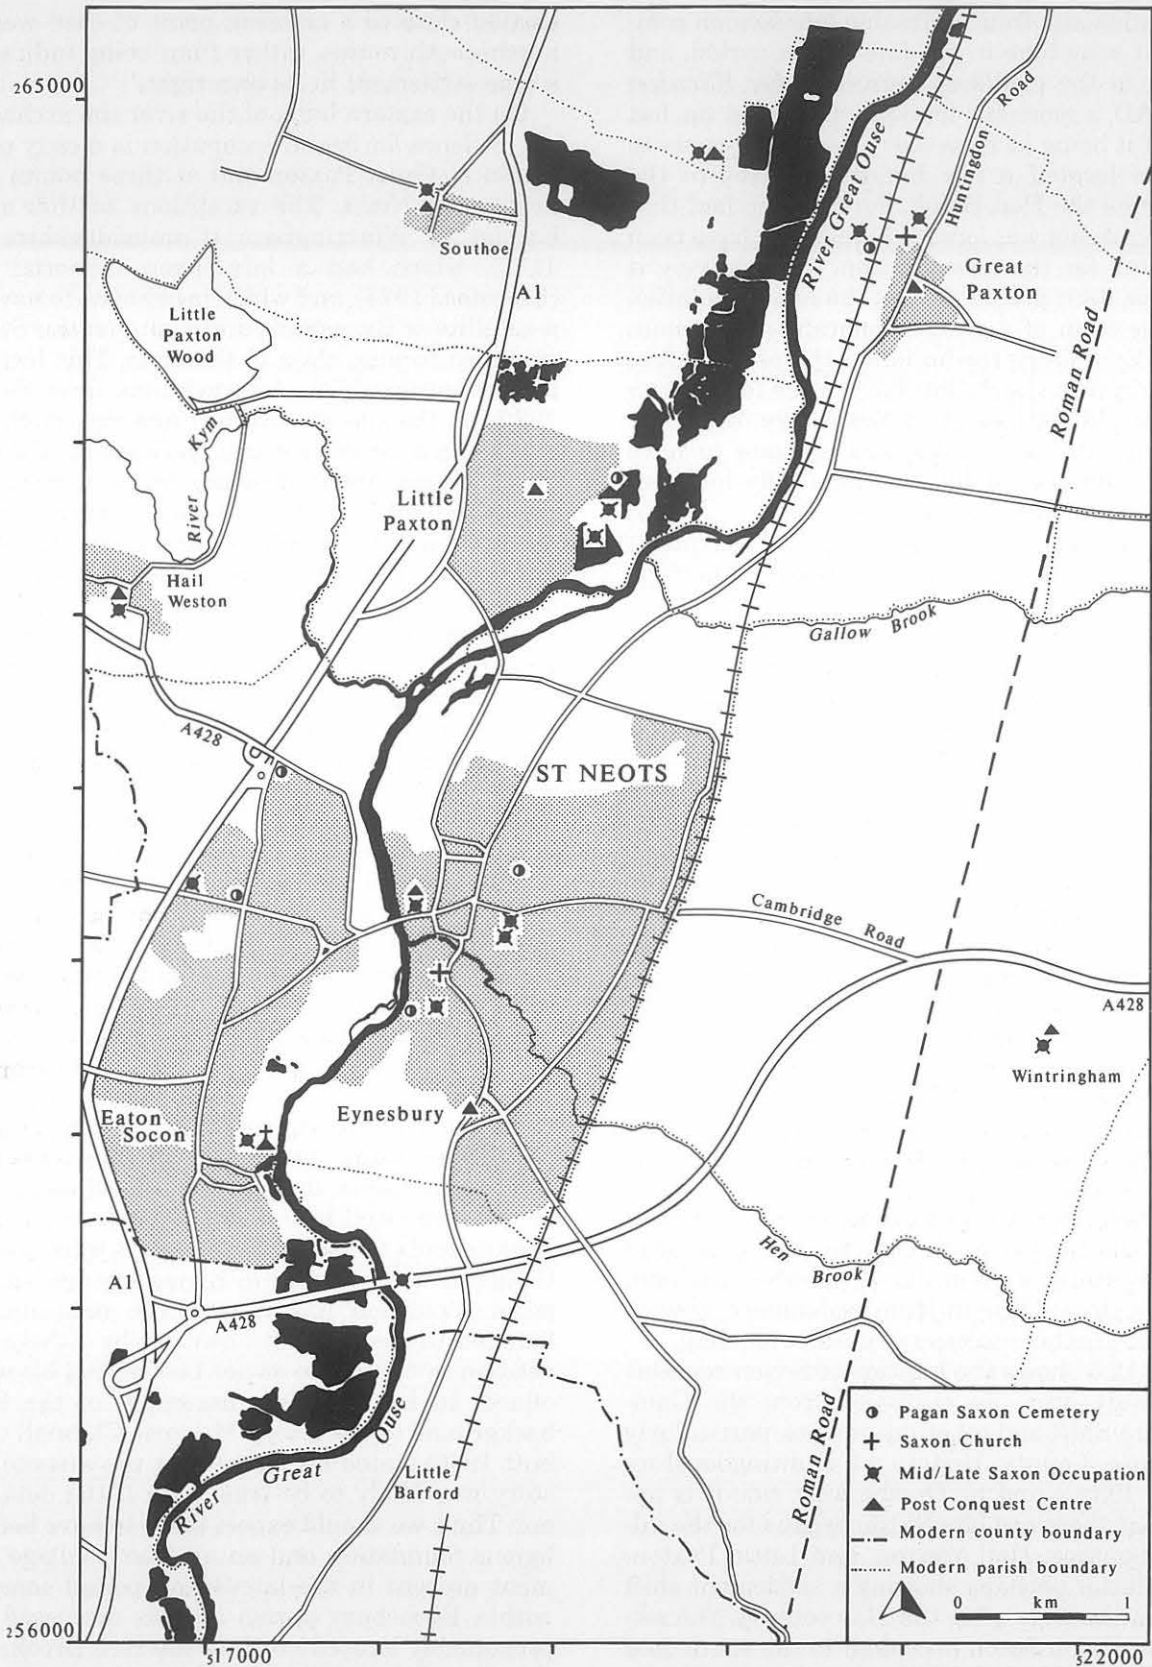 265000
River Great Ouse
Huntingdon Road
Southoe
A1
Great
Paxton
Little
Paxton
Wood
Roman Road
River Kym
Little
Paxton
Hail
Weston
Gallow Brook
A428
ST NEOTS
Cambridge Road
A428
Wintringham
Eaton
Socon
Eynesbury
Hen Brook
A1
A428
River Great Ouse
Little
Barford
Roman Road
Pagan Saxon Cemetery
Saxon Church
Mid/Late Saxon Occupation
Post Conquest Centre
Modern county boundary
Modern parish boundary
0 km 1
256000
517000
522000